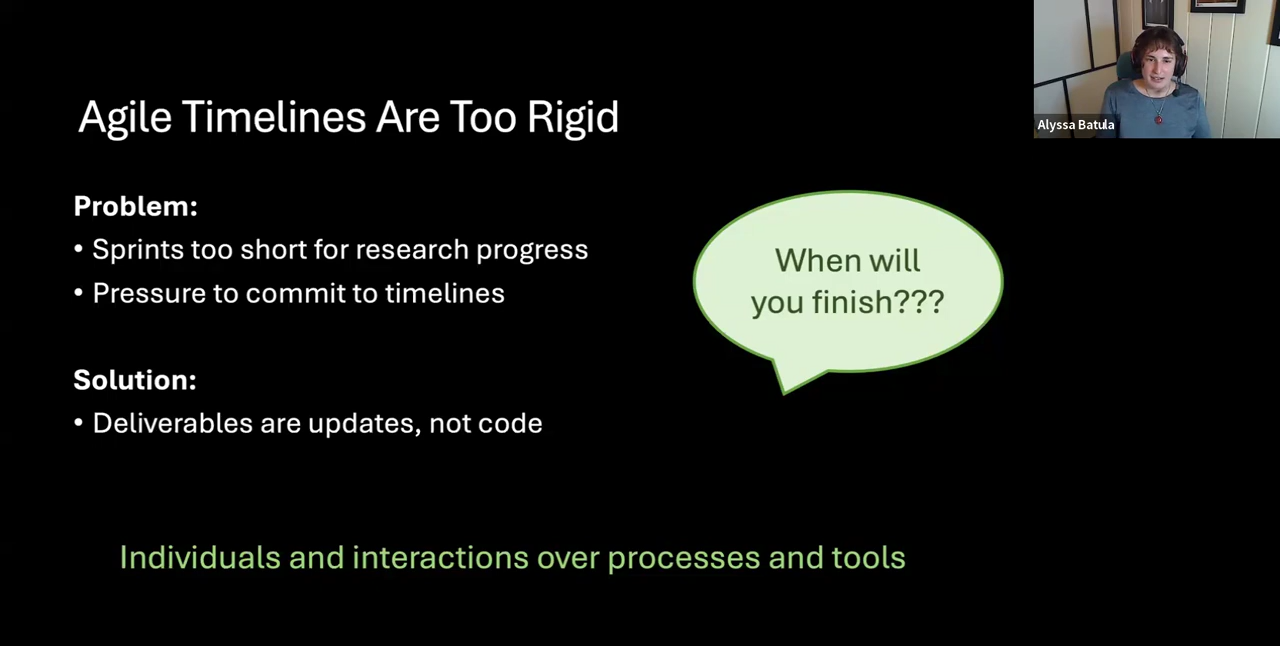 Agile Timelines Are Too Rigid
Alyssa Batula
Problem:
• Sprints too short for research progress
• Pressure to commit to timelines
When will
you finish???
Solution:
• Deliverables are updates, not code
Individuals and interactions over processes and tools